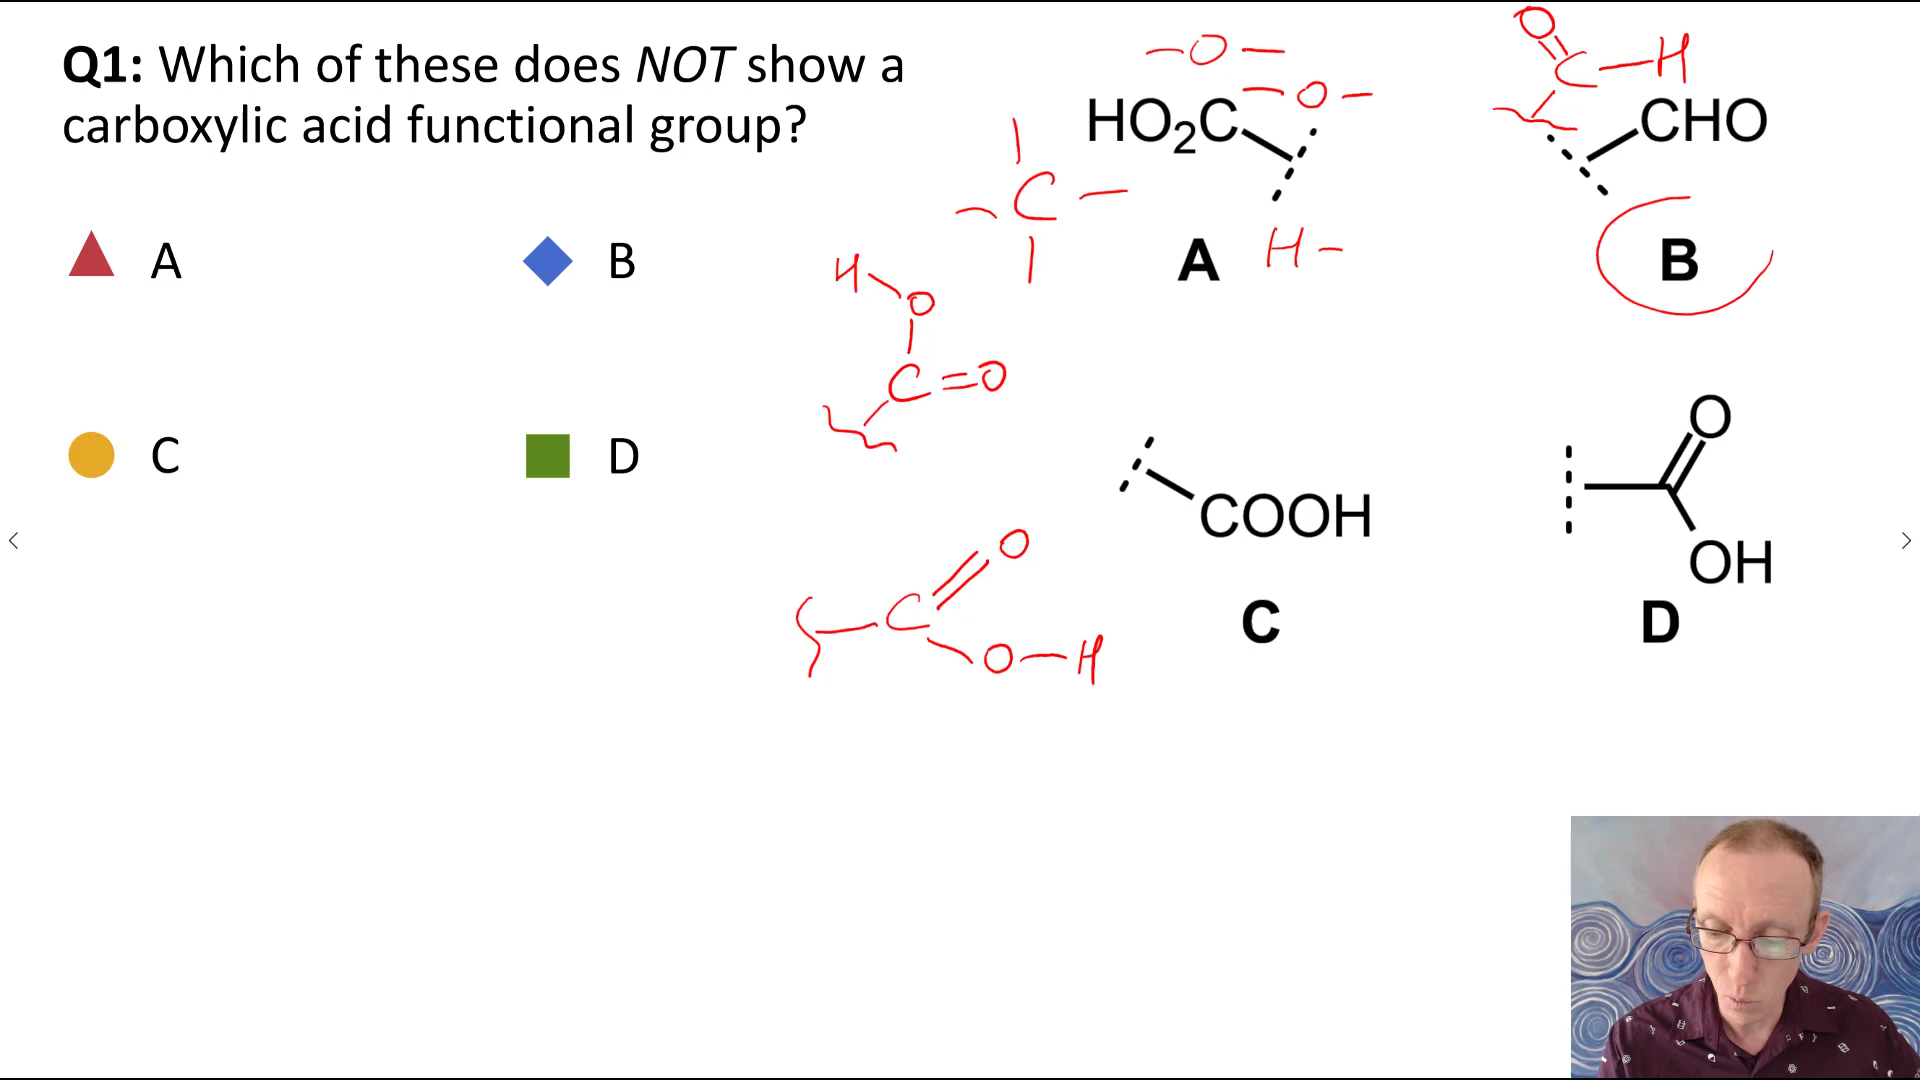 Q1: Which of these does NOT show a
carboxylic acid functional group?
A
B
C
D
-O-
=O-
HO₂C
A
H-
O
C-H
CHO
B
C
H
O
C=O
COOH
C
O
OH
D
O
C
O-H